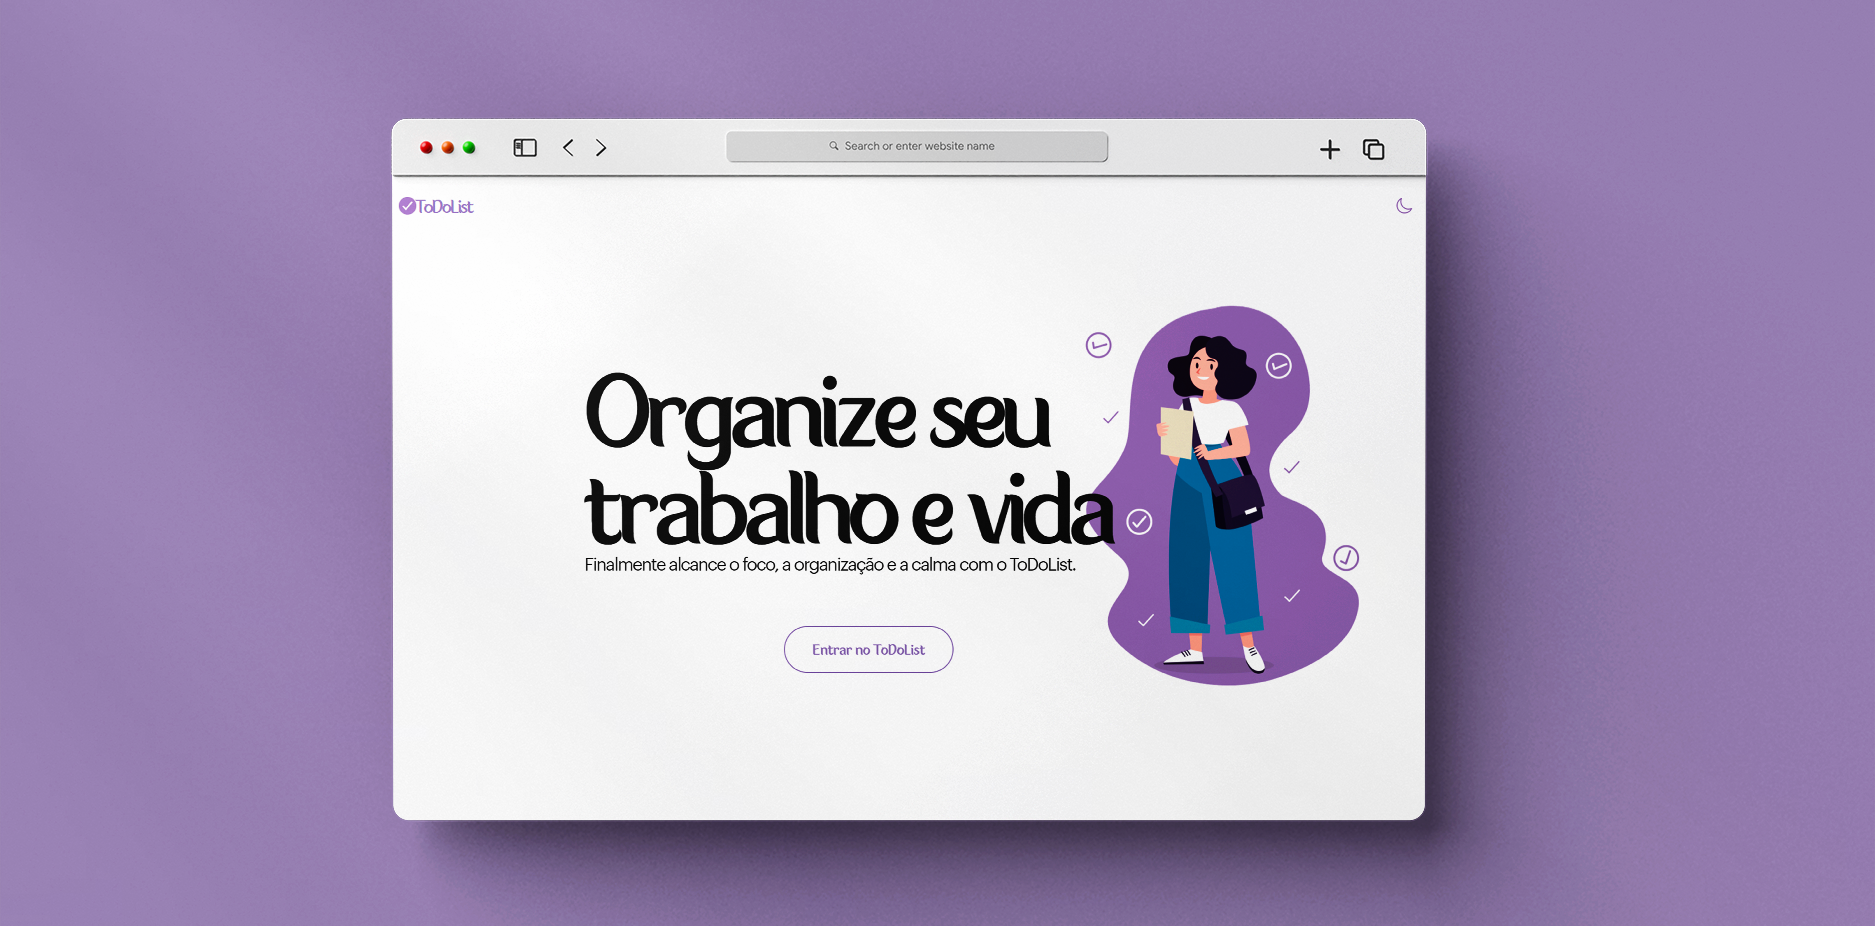 Search or enter website name
ToDoList
Organize seu
trabalho e vida
Finalmente alcance o foco, a organização e a calma com o ToDoList.
Entrar no ToDoList